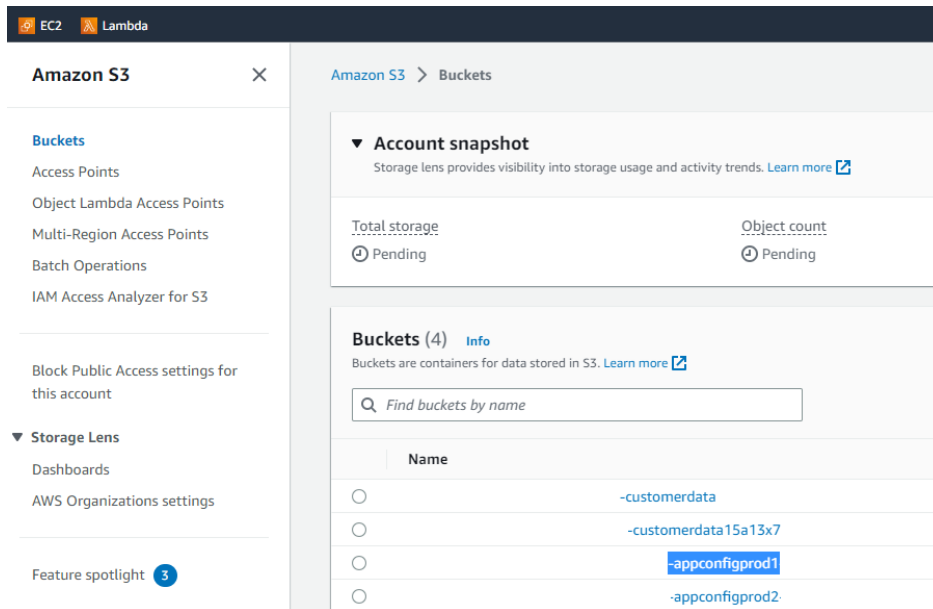 EC2 Lambda
Amazon S3
Buckets
Access Points
Object Lambda Access Points
Multi-Region Access Points
Batch Operations
IAM Access Analyzer for S3
Block Public Access settings for
this account
Storage Lens
Dashboards
AWS Organizations settings
Feature spotlight 3
Amazon S3 > Buckets
Account snapshot
Storage lens provides visibility into storage usage and activity trends. Learn more
Total storage Object count
Pending Pending
Buckets (4) Info
Buckets are containers for data stored in S3. Learn more
Find buckets by name
Name
-customerdata
-customerdata15a13x7
-appconfigprod1
-appconfigprod2-